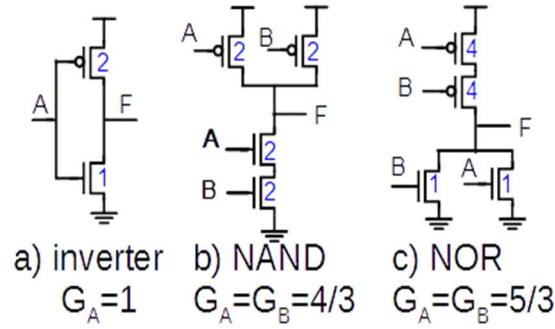 A B A
2 2 2 4
B 4
A F F F
A
1 2 B A
B 2 1 1
a) inverter b) NAND c) NOR
G_A=1 G_A=G_B=4/3 G_A=G_B=5/3